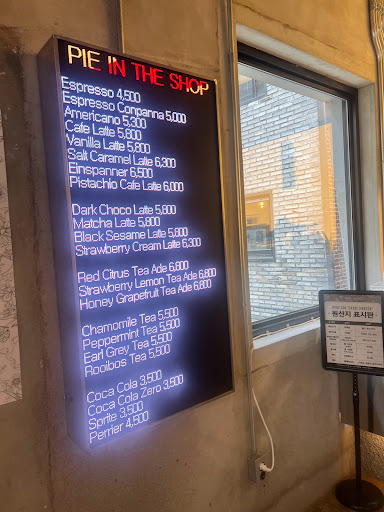 PIE IN THE SHOP
Espresso 4,500
Espresso Conpanna 5,000
Americano 5,300
Cafe Latte 5,800
Vanilla Latte 5,800
Salt Caramel Latte 6,300
Einspanner 6,500
Pistachio Cafe Latte 6,000
Dark Choco Latte 5,800
Matcha Latte 5,800
Black Sesame Latte 5,800
Strawberry Cream Latte 6,300
Red Citrus Tea Ade 6,800
Strawberry Lemon Tea Ade 6,800
Honey Grapefruit Tea Ade 6,800
Chamomile Tea 5,500
Peppermint Tea 5,500
Earl Grey Tea 5,500
Rooibos Tea 5,500
Coca Cola 3,500
Coca Cola Zero 3,500
Sprite 3,500
Perrier 4,500
원산지 표시판